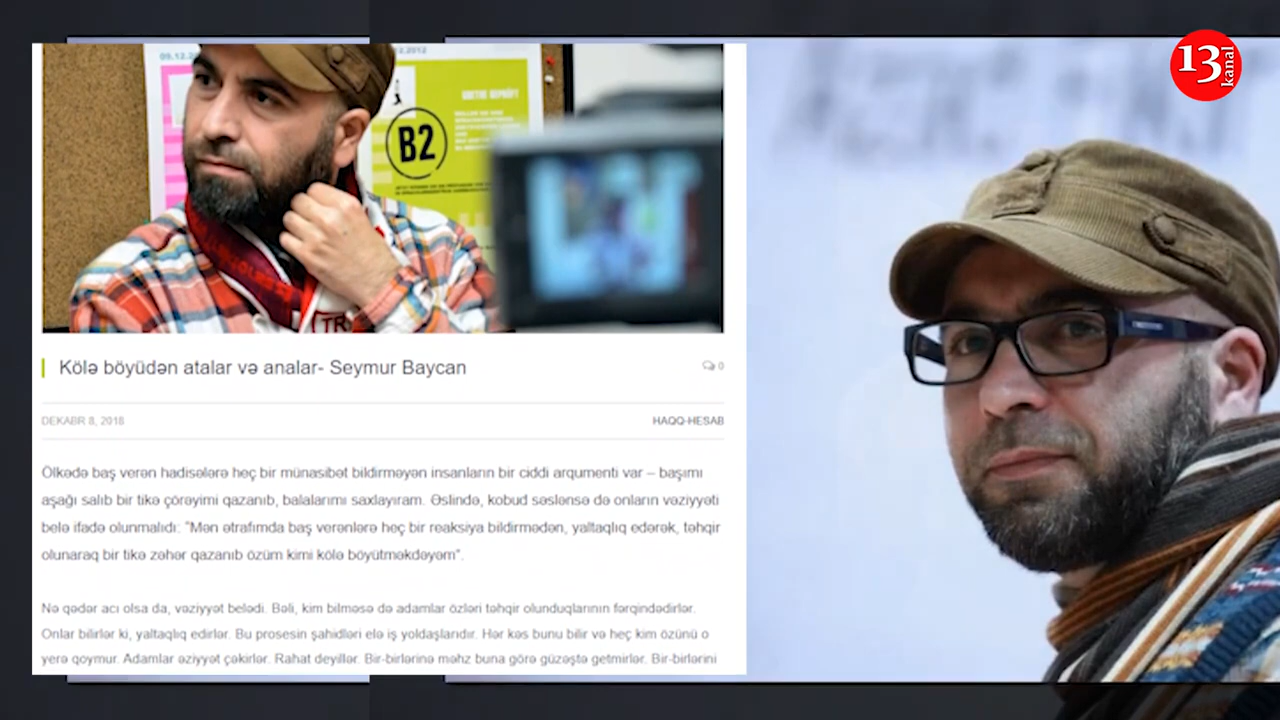 13
kanal
09.12.20
.2012
B2
Kölə böyüdən atalar və analar- Seymur Baycan
0
DEKABR 8, 2018
HAQQ-HESAB
Ölkədə baş verən hadisələrə heç bir münasibət bildirməyən insanların bir ciddi arqumenti var – başımı
aşağı salıb bir tikə çörəyimi qazanıb, balalarımı saxlayıram. Əslində, kobud səslənsə də onların vəziyyəti
belə ifadə olunmalıdı: "Mən ətrafımda baş verənlərə heç bir reaksiya bildirmədən, yaltaqlıq edərək, təhqir
olunaraq bir tikə zəhər qazanıb özüm kimi kölə böyütməkdəyəm".
Nə qədər acı olsa da, vəziyyət belədi. Bəli, kim bilməsə də adamlar özləri təhqir olunduqlarının fərqindədirlər.
Onlar bilirlər ki, yaltaqlıq edirlər. Bu prosesin şahidləri elə iş yoldaşlarıdır. Hər kəs bunu bilir və heç kim özünü o
yerə qoymur. Adamlar əziyyət çəkirlər. Rahat deyillər. Bir-birlərinə məhz buna görə güzəştə getmirlər. Bir-birlərini